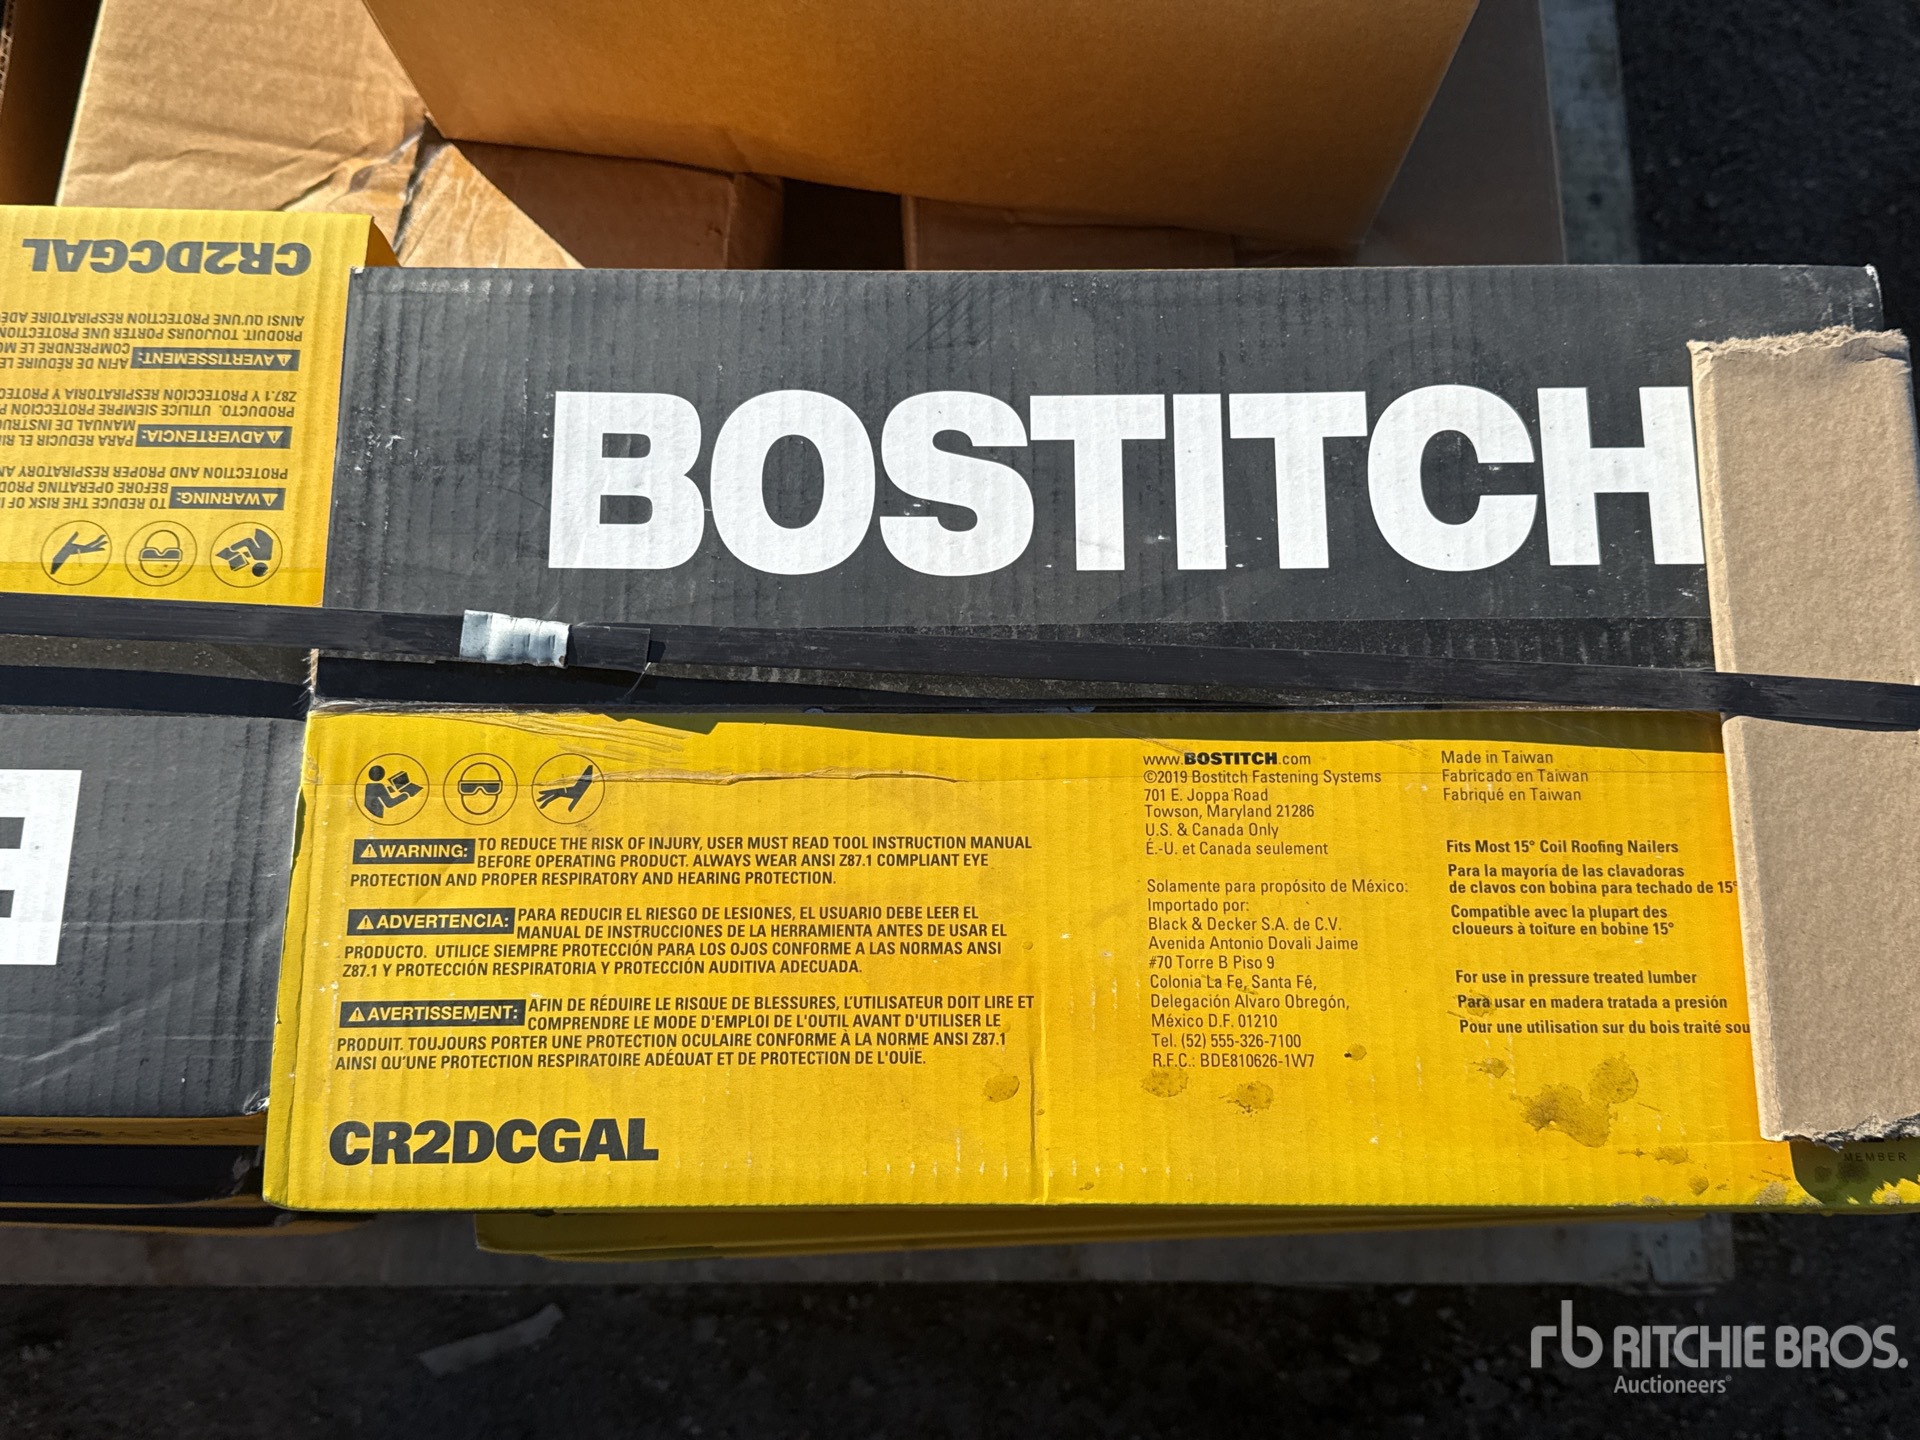 CR2DCGAL
AINSI QU'UNE PROTECTION RESPIRATOIRE
PRODUIT. TOUJOURS PORTER UNE PROTECTION
COMPRENDRE LE
AVERTISSEMENT: AFIN DE RÉDUIRE LE
Z87.1 Y PROTECCIÓN RESPIRATORIA Y
PRODUCTO. UTILICE SIEMPRE PROTECCIÓN
MANUAL DE
ADVERTENCIA: PARA REDUCIR EL
PROTECTION AND PROPER RESPIRATORY
BEFORE OPERATING
WARNING: TO REDUCE THE RISK OF
BOSTITCH
WARNING: TO REDUCE THE RISK OF INJURY, USER MUST READ TOOL INSTRUCTION MANUAL
BEFORE OPERATING PRODUCT. ALWAYS WEAR ANSI Z87.1 COMPLIANT EYE
PROTECTION AND PROPER RESPIRATORY AND HEARING PROTECTION.
ADVERTENCIA: PARA REDUCIR EL RIESGO DE LESIONES, EL USUARIO DEBE LEER EL
MANUAL DE INSTRUCCIONES DE LA HERRAMIENTA ANTES DE USAR EL
PRODUCTO. UTILICE SIEMPRE PROTECCIÓN PARA LOS OJOS CONFORME A LAS NORMAS ANSI
Z87.1 Y PROTECCIÓN RESPIRATORIA Y PROTECCIÓN AUDITIVA ADECUADA.
AVERTISSEMENT: AFIN DE RÉDUIRE LE RISQUE DE BLESSURES, L'UTILISATEUR DOIT LIRE ET
COMPRENDRE LE MODE D'EMPLOI DE L'OUTIL AVANT D'UTILISER LE
PRODUIT. TOUJOURS PORTER UNE PROTECTION OCULAIRE CONFORME À LA NORME ANSI Z87.1
AINSI QU'UNE PROTECTION RESPIRATOIRE ADÉQUAT ET DE PROTECTION DE L'OUÏE.
CR2DCGAL
www.BOSTITCH.com
©2019 Bostitch Fastening Systems
701 E. Joppa Road
Towson, Maryland 21286
U.S. & Canada Only
É.-U. et Canada seulement
Solamente para propósito de México:
Importado por:
Black & Decker S.A. de C.V.
Avenida Antonio Dovali Jaime
#70 Torre B Piso 9
Colonia La Fe, Santa Fé,
Delegación Alvaro Obregón,
México D.F. 01210
Tel. (52) 555-326-7100
R.F.C.: BDE810626-1W7
Made in Taiwan
Fabricado en Taiwan
Fabriqué en Taiwan
Fits Most 15° Coil Roofing Nailers
Para la mayoría de las clavadoras
de clavos con bobina para techado de 15°
Compatible avec la plupart des
cloueurs à toiture en bobine 15°
For use in pressure treated lumber
Para usar en madera tratada a presión
Pour une utilisation sur du bois traité
MEMBER
rb RITCHIE BROS.
Auctioneers